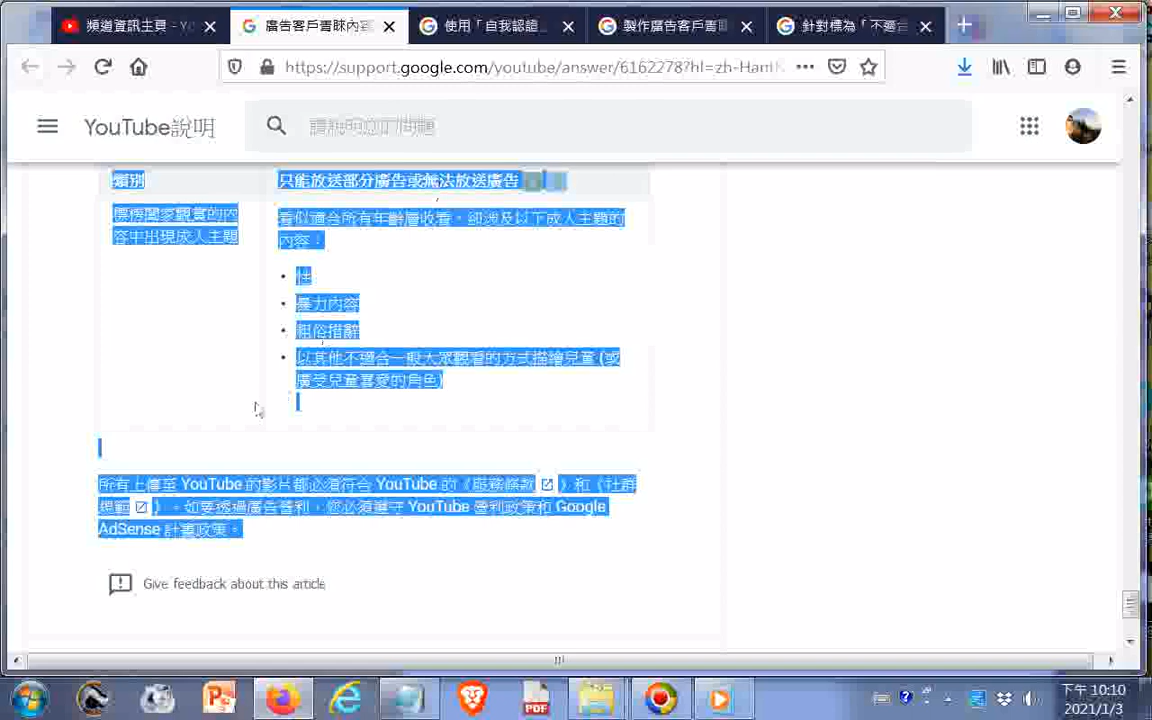 頻道資訊主頁 - Yo
廣告客戶青睞內容
使用「自我認證
製作廣告客戶青睞
針對標為「不適合
https://support.google.com/youtube/answer/6162278?hl=zh-Hant
YouTube說明
類別
只能放送部分廣告或無法放送廣告
標榜闔家觀賞的內
容中出現成人主題
看似適合所有年齡層收看,卻涉及以下成人主題的
內容:
• 性
• 暴力內容
• 粗俗措辭
• 以其他不適合一般大眾觀看的方式描繪兒童 (或
廣受兒童喜愛的角色)
所有上傳至 YouTube 的影片都必須符合 YouTube 的《服務條款》和《社群
規範》。如要透過廣告營利,您必須遵守 YouTube 營利政策和 Google
AdSense 計畫政策。
Give feedback about this article
PDF
下午 10:10
2021/1/3